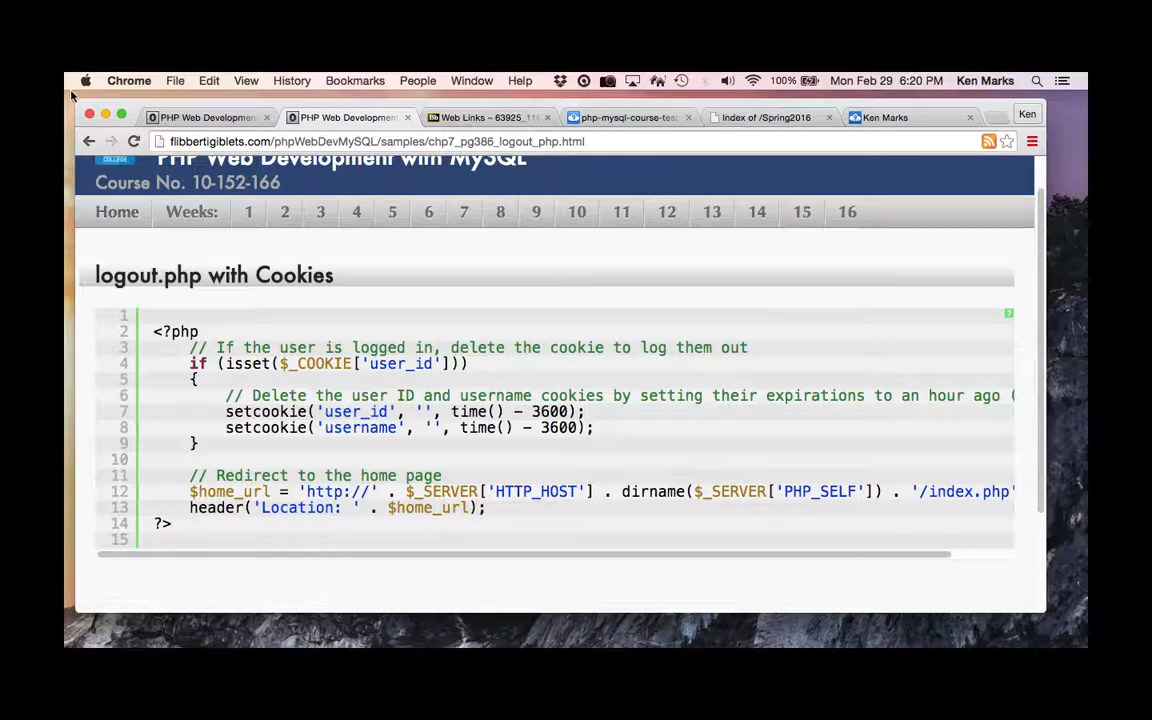 Chrome File Edit View History Bookmarks People Window Help 100% Mon Feb 29 6:20 PM Ken Marks
PHP Web Developmen PHP Web Developmen Web Links – 63925_11 php-mysql-course-tes Index of /Spring2016 Ken Marks Ken
flibbertigiblets.com/phpWebDevMySQL/samples/chp7_pg386_logout_php.html
COLLEGE PHP Web Development with MySQL
Course No. 10-152-166
Home Weeks: 1 2 3 4 5 6 7 8 9 10 11 12 13 14 15 16
logout.php with Cookies
1 ?
2 <?php
3 // If the user is logged in, delete the cookie to log them out
4 if (isset($_COOKIE['user_id']))
5 {
6 // Delete the user ID and username cookies by setting their expirations to an hour ago (
7 setcookie('user_id', '', time() - 3600);
8 setcookie('username', '', time() - 3600);
9 }
10
11 // Redirect to the home page
12 $home_url = 'http://' . $_SERVER['HTTP_HOST'] . dirname($_SERVER['PHP_SELF']) . '/index.php'
13 header('Location: ' . $home_url);
14 ?>
15